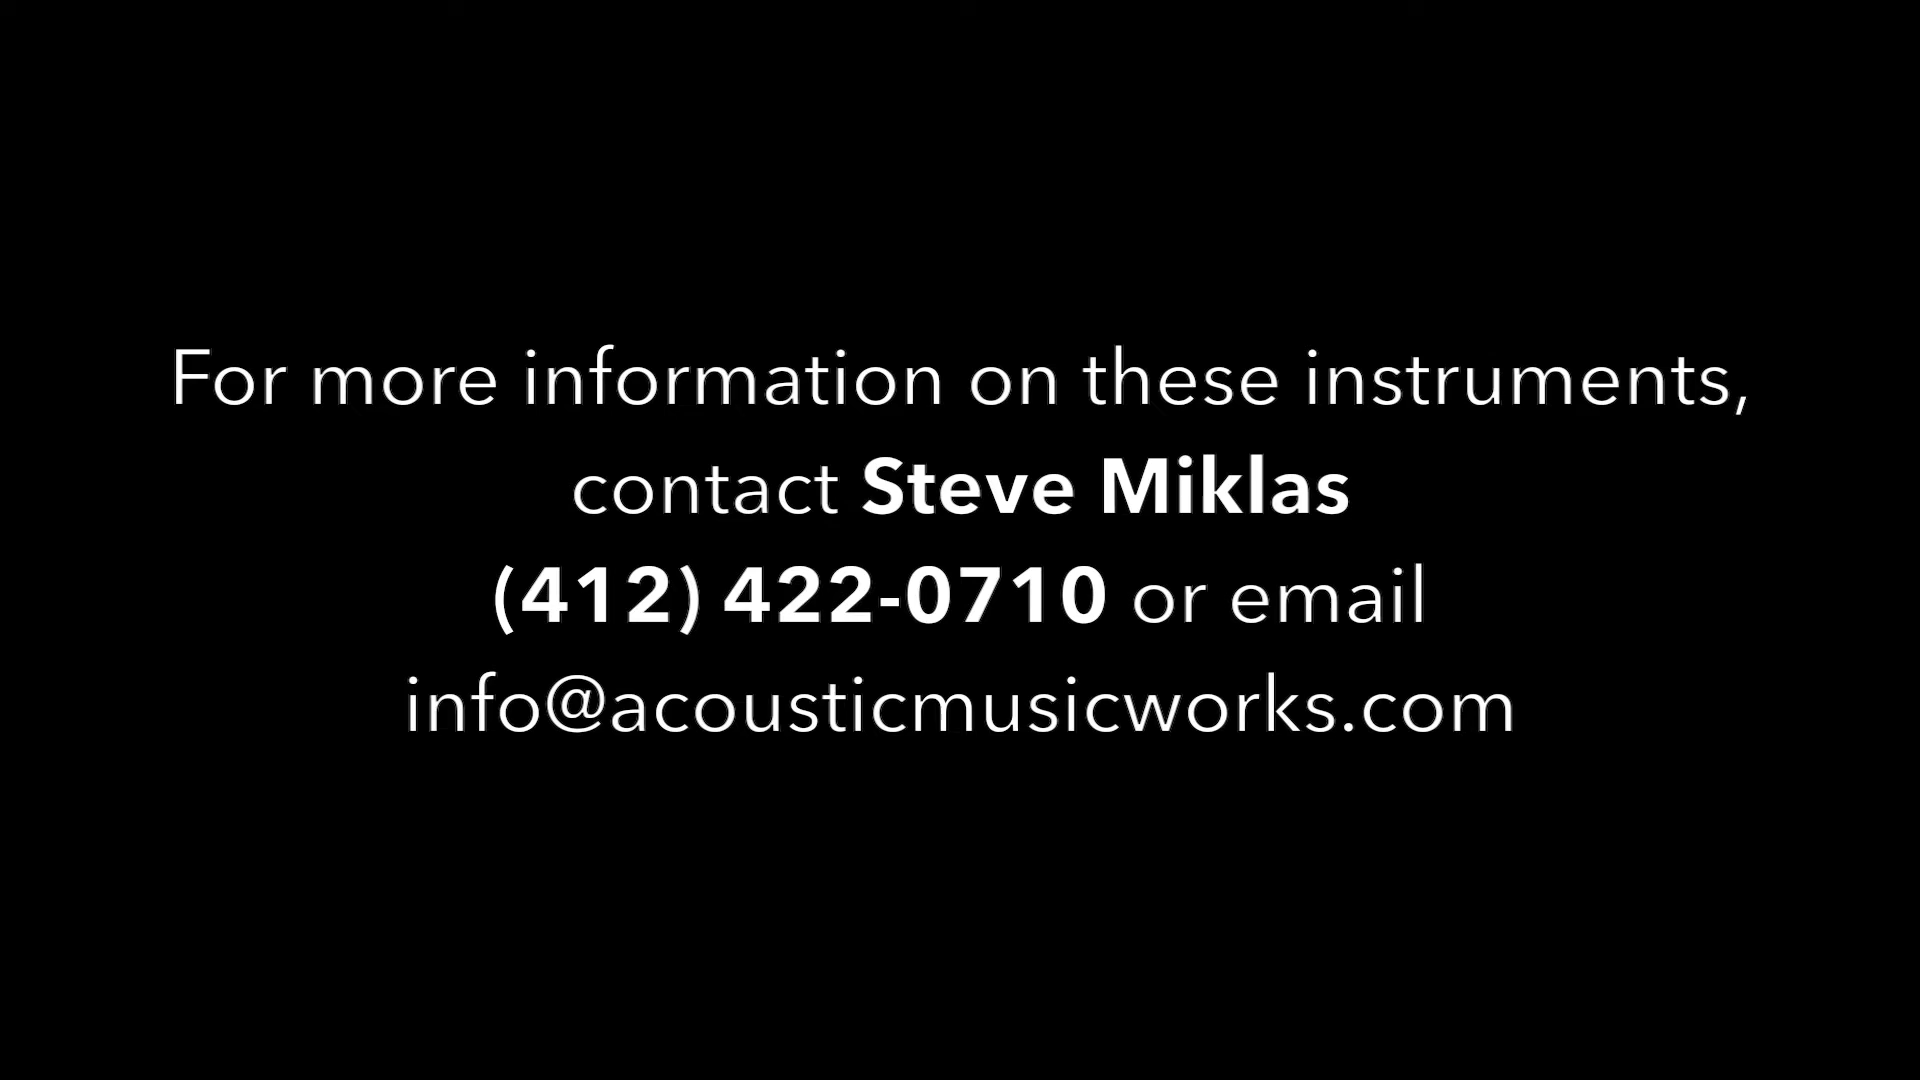 For more information on these instruments,
contact Steve Miklas
(412) 422-0710 or email
info@acousticmusicworks.com